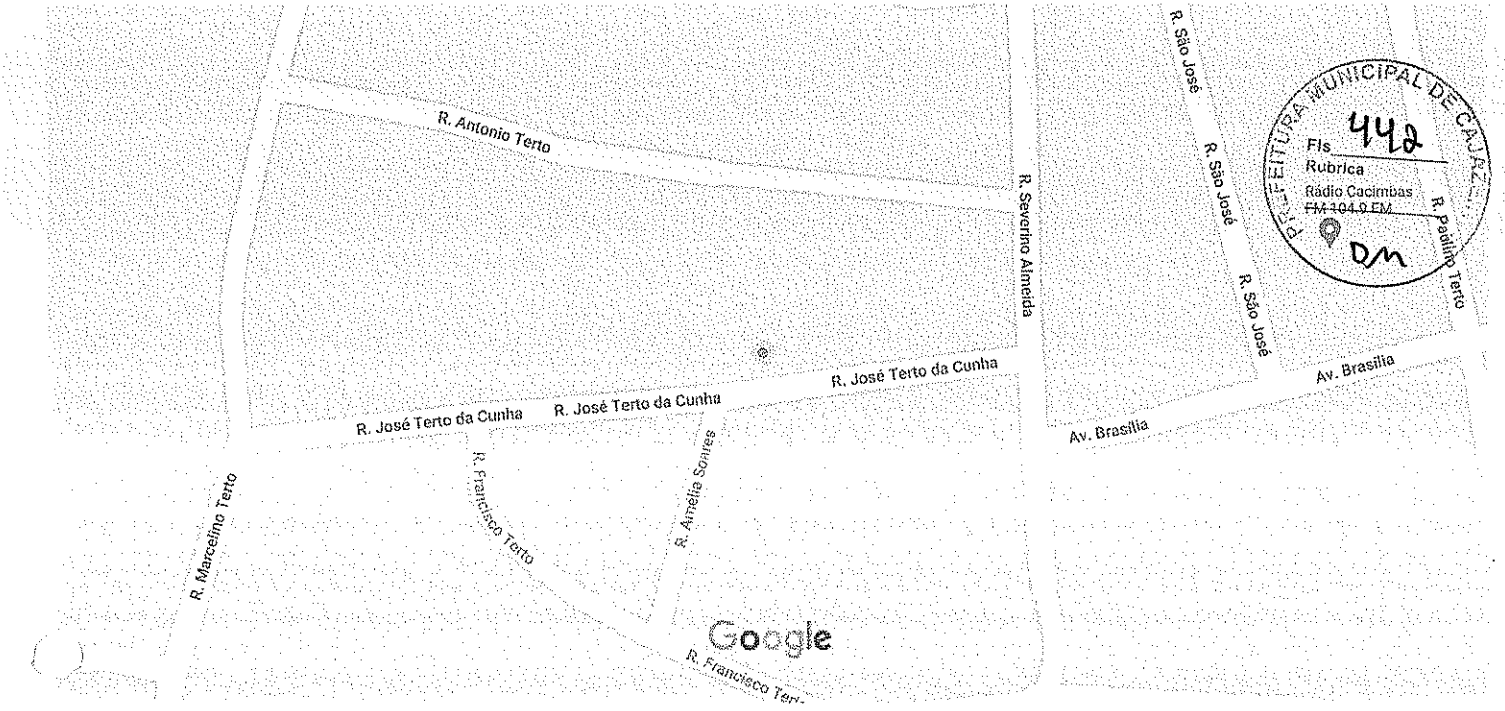 R. São José
PREFEITURA MUNICIPAL DE CAJAZ...
R. Antonio Terto
Fls 442
R. São José
Rubrica
R. Severino Almeida
Rádio Cacimbas
FM 104.9 FM
R. Paulino Terto
DM
R. São José
R. José Terto da Cunha
Av. Brasília
R. José Terto da Cunha
R. José Terto da Cunha
Av. Brasília
R. Amélia Soares
R. Francisco Terto
R. Marcelino Terto
Google
R. Francisco Terto